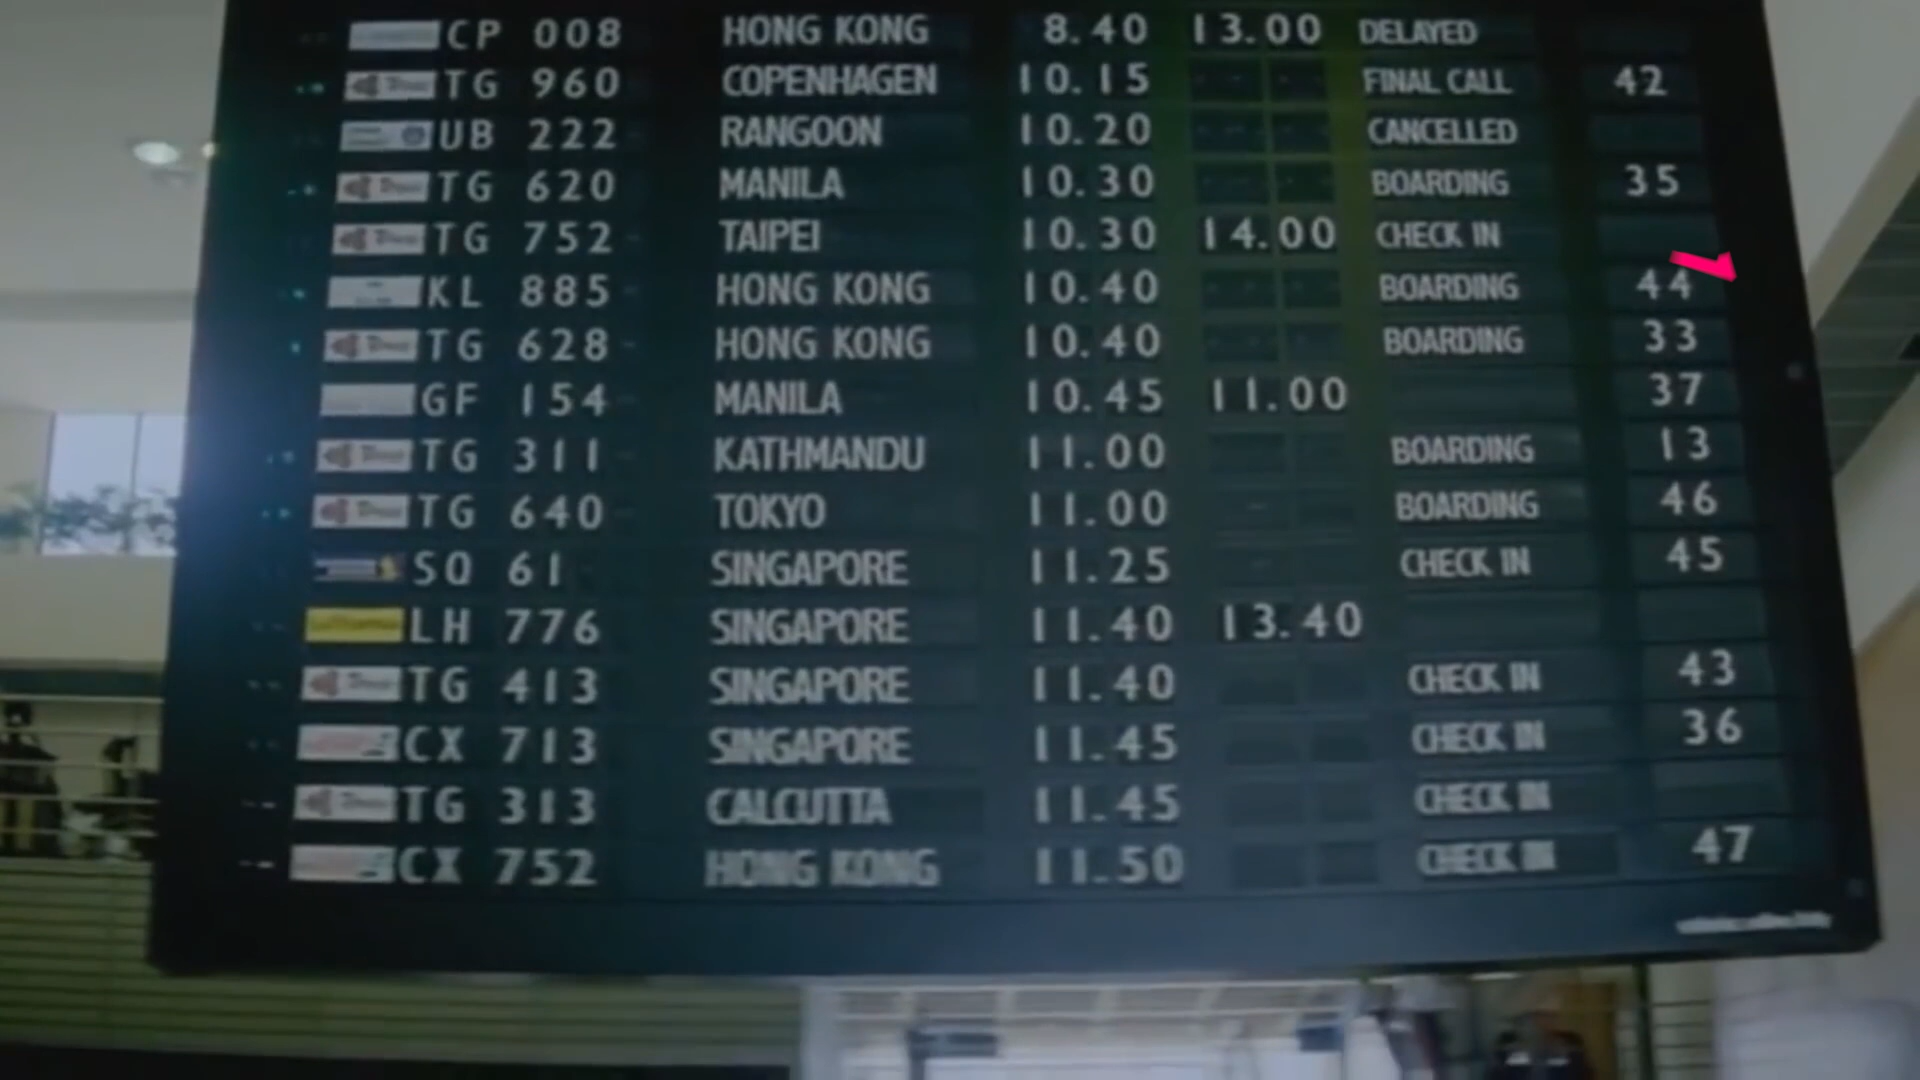 CP 008 HONG KONG 8.40 13.00 DELAYED
TG 960 COPENHAGEN 10.15 FINAL CALL 42
UB 222 RANGOON 10.20 CANCELLED
TG 620 MANILA 10.30 BOARDING 35
TG 752 TAIPEI 10.30 14.00 CHECK IN
KL 885 HONG KONG 10.40 BOARDING 44
TG 628 HONG KONG 10.40 BOARDING 33
GF 154 MANILA 10.45 11.00 37
TG 311 KATHMANDU 11.00 BOARDING 13
TG 640 TOKYO 11.00 BOARDING 46
SQ 61 SINGAPORE 11.25 CHECK IN 45
LH 776 SINGAPORE 11.40 13.40
TG 413 SINGAPORE 11.40 CHECK IN 43
CX 713 SINGAPORE 11.45 CHECK IN 36
TG 313 CALCUTTA 11.45 CHECK IN
CX 752 HONG KONG 11.50 CHECK IN 47